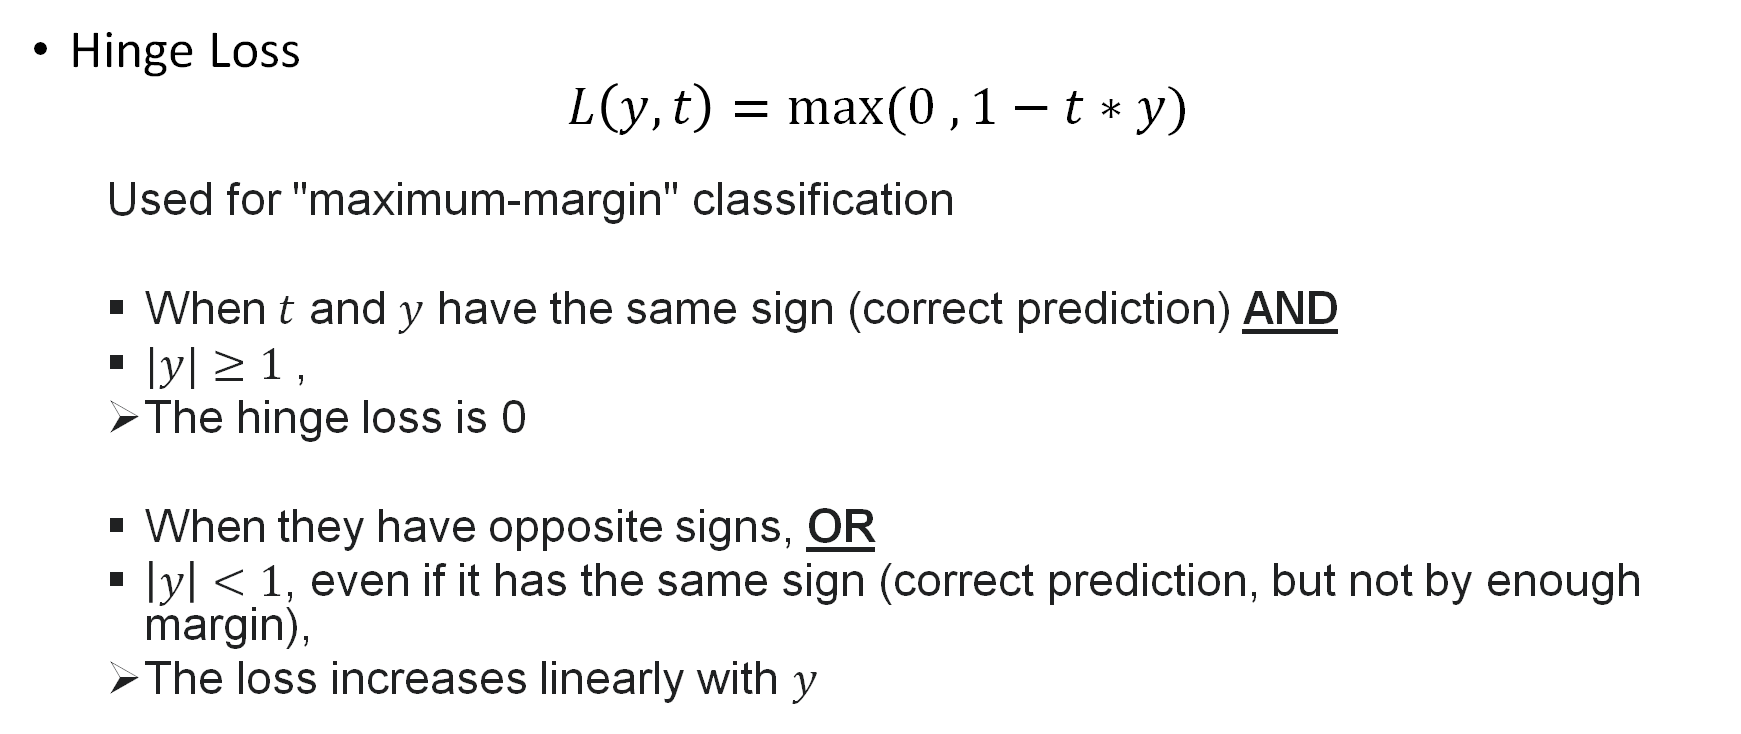 • Hinge Loss
L(y, t) = max(0 , 1 − t ∗ y)
Used for "maximum-margin" classification
▪ When t and y have the same sign (correct prediction) AND
▪ |y| ≥ 1 ,
➢ The hinge loss is 0
▪ When they have opposite signs, OR
▪ |y| < 1, even if it has the same sign (correct prediction, but not by enough
margin),
➢ The loss increases linearly with y